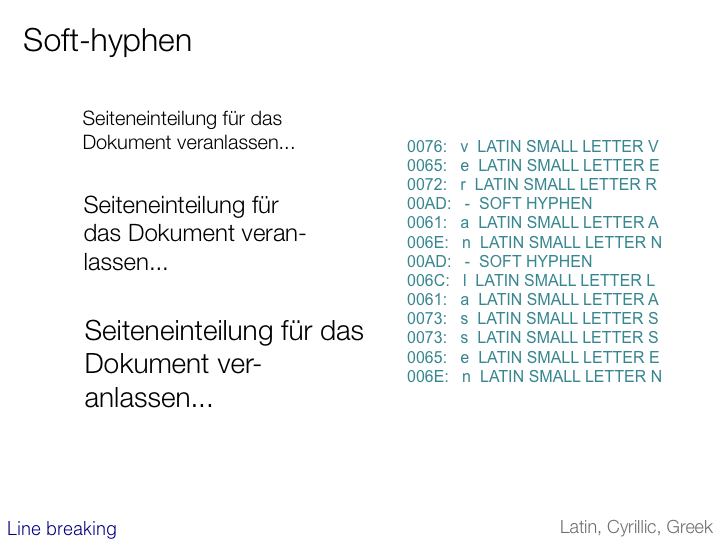 Soft-hyphen
Seiteneinteilung für das
Dokument veranlassen...
Seiteneinteilung für
das Dokument veran-
lassen...
Seiteneinteilung für das
Dokument ver-
anlassen...
0076: v LATIN SMALL LETTER V
0065: e LATIN SMALL LETTER E
0072: r LATIN SMALL LETTER R
00AD: - SOFT HYPHEN
0061: a LATIN SMALL LETTER A
006E: n LATIN SMALL LETTER N
00AD: - SOFT HYPHEN
006C: l LATIN SMALL LETTER L
0061: a LATIN SMALL LETTER A
0073: s LATIN SMALL LETTER S
0073: s LATIN SMALL LETTER S
0065: e LATIN SMALL LETTER E
006E: n LATIN SMALL LETTER N
Line breaking
Latin, Cyrillic, Greek